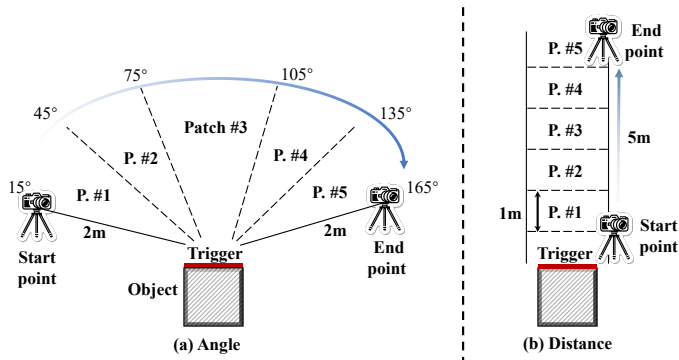 75°
105°
45°
135°
Patch #3
P. #2
P. #4
15°
P. #1
P. #5
165°
2m
2m
Start
point
Trigger
End
point
Object
(a) Angle
P. #5
End
point
P. #4
P. #3
5m
P. #2
1m
P. #1
Start
point
Trigger
(b) Distance